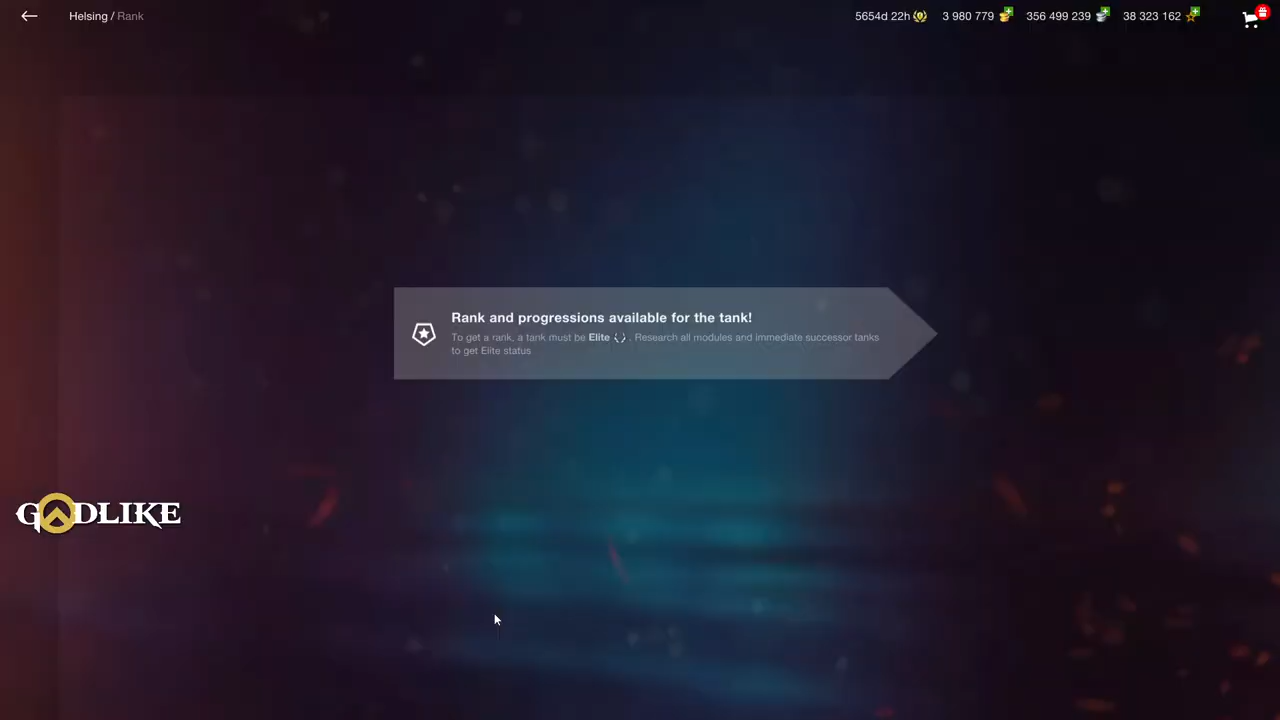 Helsing / Rank
5654d 22h 3 980 779 356 499 239 38 323 162
Rank and progressions available for the tank!
To get a rank, a tank must be Elite . Research all modules and immediate successor tanks
to get Elite status
GODLIKE